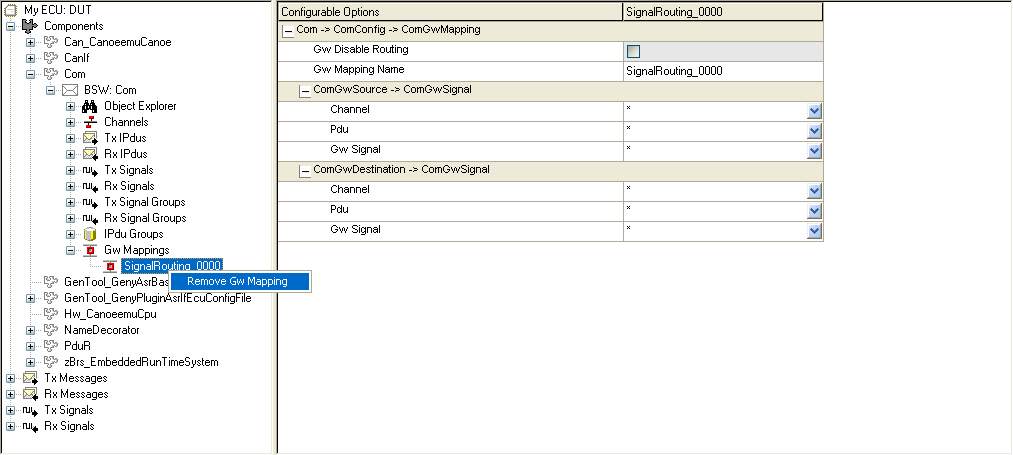 My ECU: DUT
Components
Can_CanoeemuCanoe
CanIf
Com
BSW: Com
Object Explorer
Channels
Tx IPdus
Rx IPdus
Tx Signals
Rx Signals
Tx Signal Groups
Rx Signal Groups
IPdu Groups
Gw Mappings
SignalRouting_0000
Remove Gw Mapping
GenTool_GenyAsrBas
GenTool_GenyPluginAsrIfEcuConfigFile
Hw_CanoeemuCpu
NameDecorator
PduR
zBrs_EmbeddedRunTimeSystem
Tx Messages
Rx Messages
Tx Signals
Rx Signals
Configurable Options SignalRouting_0000
Com -> ComConfig -> ComGwMapping
Gw Disable Routing
Gw Mapping Name SignalRouting_0000
ComGwSource -> ComGwSignal
Channel *
Pdu *
Gw Signal *
ComGwDestination -> ComGwSignal
Channel *
Pdu *
Gw Signal *